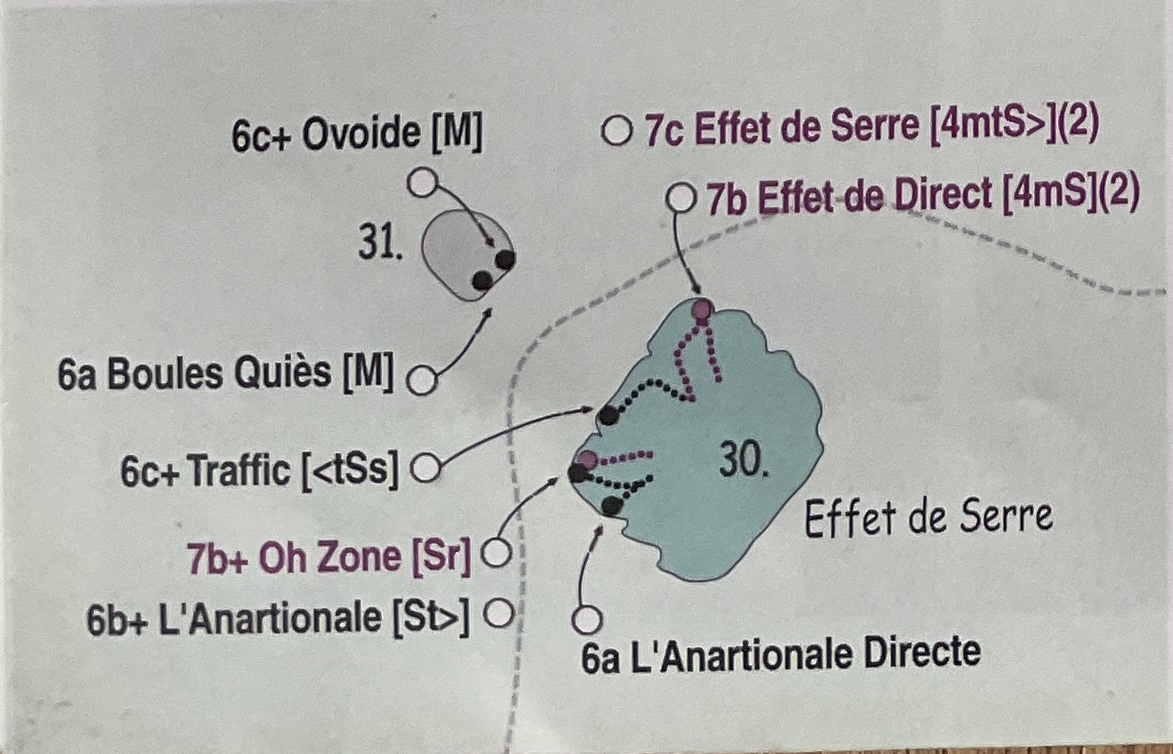 6c+ Ovoide [M]
7c Effet de Serre [4mtS>](2)
7b Effet de Direct [4mS](2)
31.
6a Boules Quiès [M]
6c+ Traffic [<tSs]
30.
Effet de Serre
7b+ Oh Zone [Sr]
6b+ L'Anartionale [St>]
6a L'Anartionale Directe